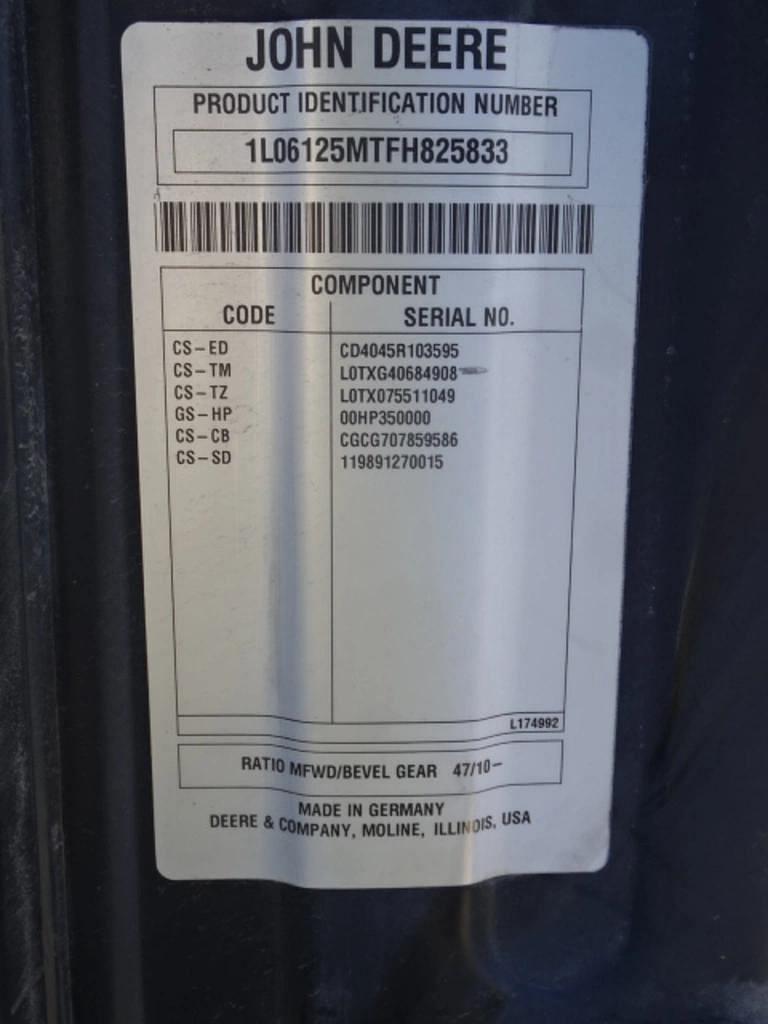 JOHN DEERE
PRODUCT IDENTIFICATION NUMBER
1L06125MTFH825833
COMPONENT
CODE SERIAL NO.
CS-ED CD4045R103595
CS-TM L0TXG40684908
CS-TZ L0TX075511049
GS-HP 00HP350000
CS-CB CGCG707859586
CS-SD 119891270015
L174992
RATIO MFWD/BEVEL GEAR 47/10-
MADE IN GERMANY
DEERE & COMPANY, MOLINE, ILLINOIS, USA